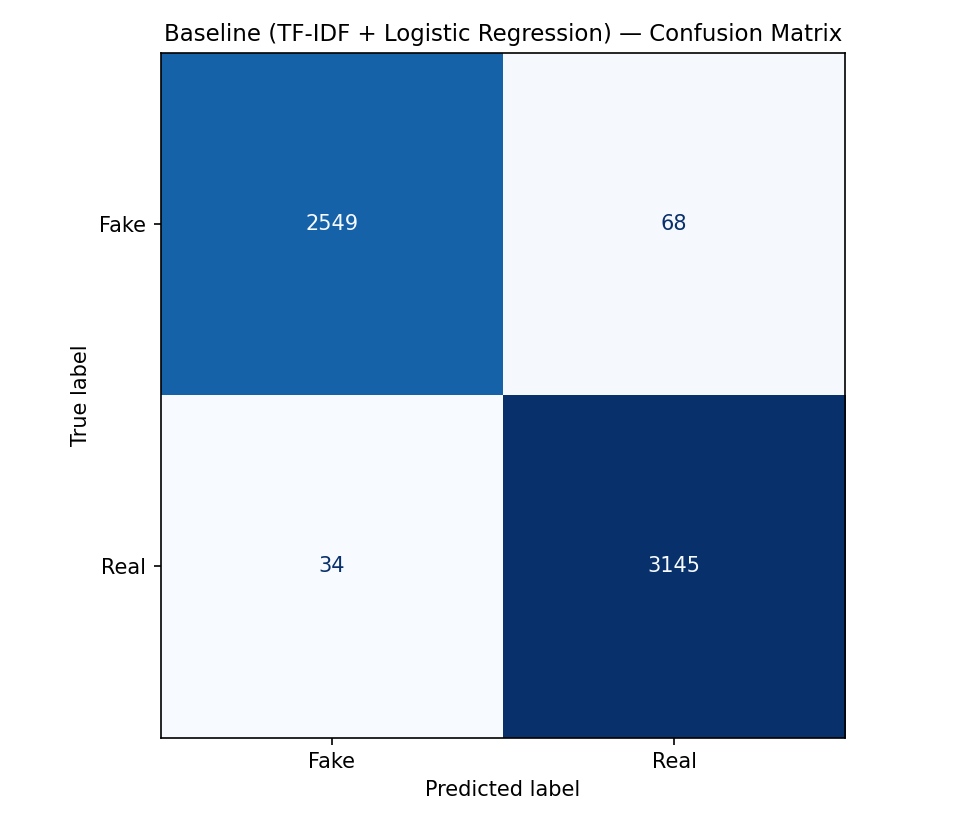 Baseline (TF-IDF + Logistic Regression) — Confusion Matrix
Fake
2549
68
True label
Real
34
3145
Fake
Real
Predicted label